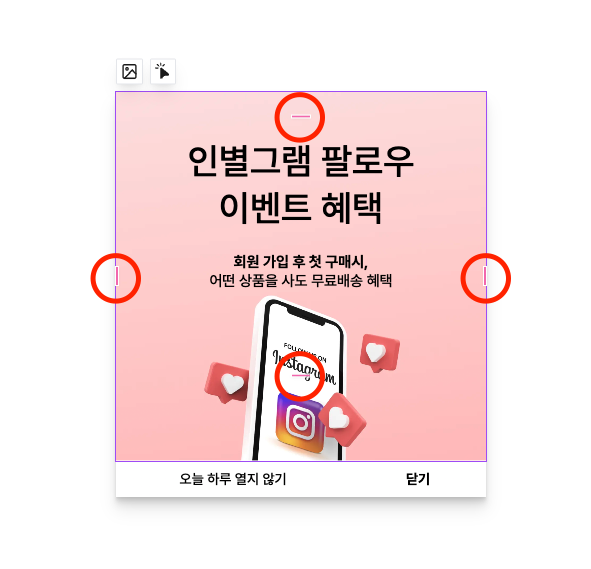 인별그램 팔로우
이벤트 혜택
회원 가입 후 첫 구매시,
어떤 상품을 사도 무료배송 혜택
FOLLOW US ON
Instagram
오늘 하루 열지 않기
닫기